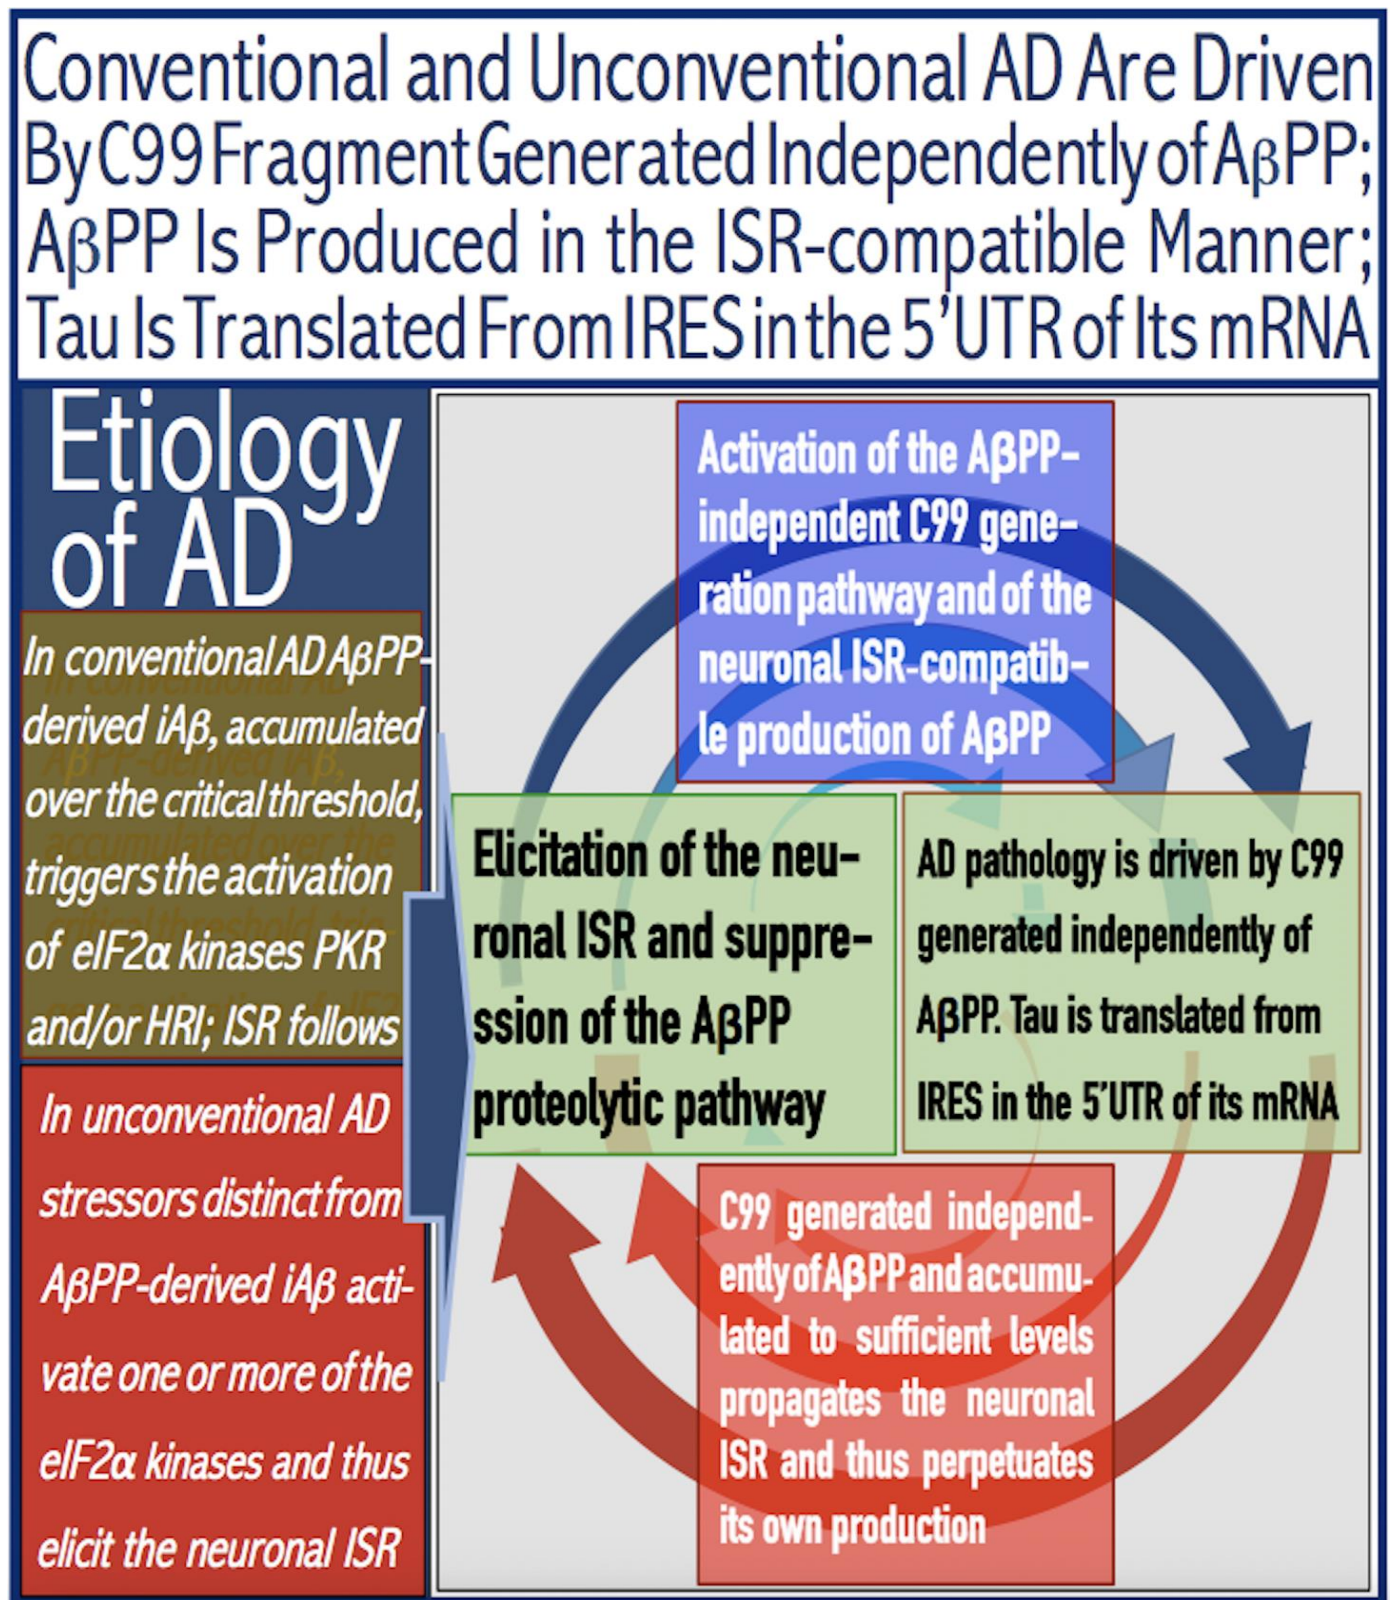 Conventional and Unconventional AD Are Driven
By C99 Fragment Generated Independently of AβPP;
AβPP Is Produced in the ISR-compatible Manner;
Tau Is Translated From IRES in the 5’UTR of Its mRNA
Etiology
of AD
In conventional AD AβPP-
derived iAβ, accumulated
over the critical threshold,
triggers the activation
of eIF2α kinases PKR
and/or HRI; ISR follows
In unconventional AD
stressors distinct from
AβPP-derived iAβ acti-
vate one or more of the
eIF2α kinases and thus
elicit the neuronal ISR
Activation of the AβPP-
independent C99 gene-
ration pathway and of the
neuronal ISR-compatib-
le production of AβPP
Elicitation of the neu-
ronal ISR and suppre-
ssion of the AβPP
proteolytic pathway
AD pathology is driven by C99
generated independently of
AβPP. Tau is translated from
IRES in the 5’UTR of its mRNA
C99 generated independ-
ently of AβPP and accumu-
lated to sufficient levels
propagates the neuronal
ISR and thus perpetuates
its own production